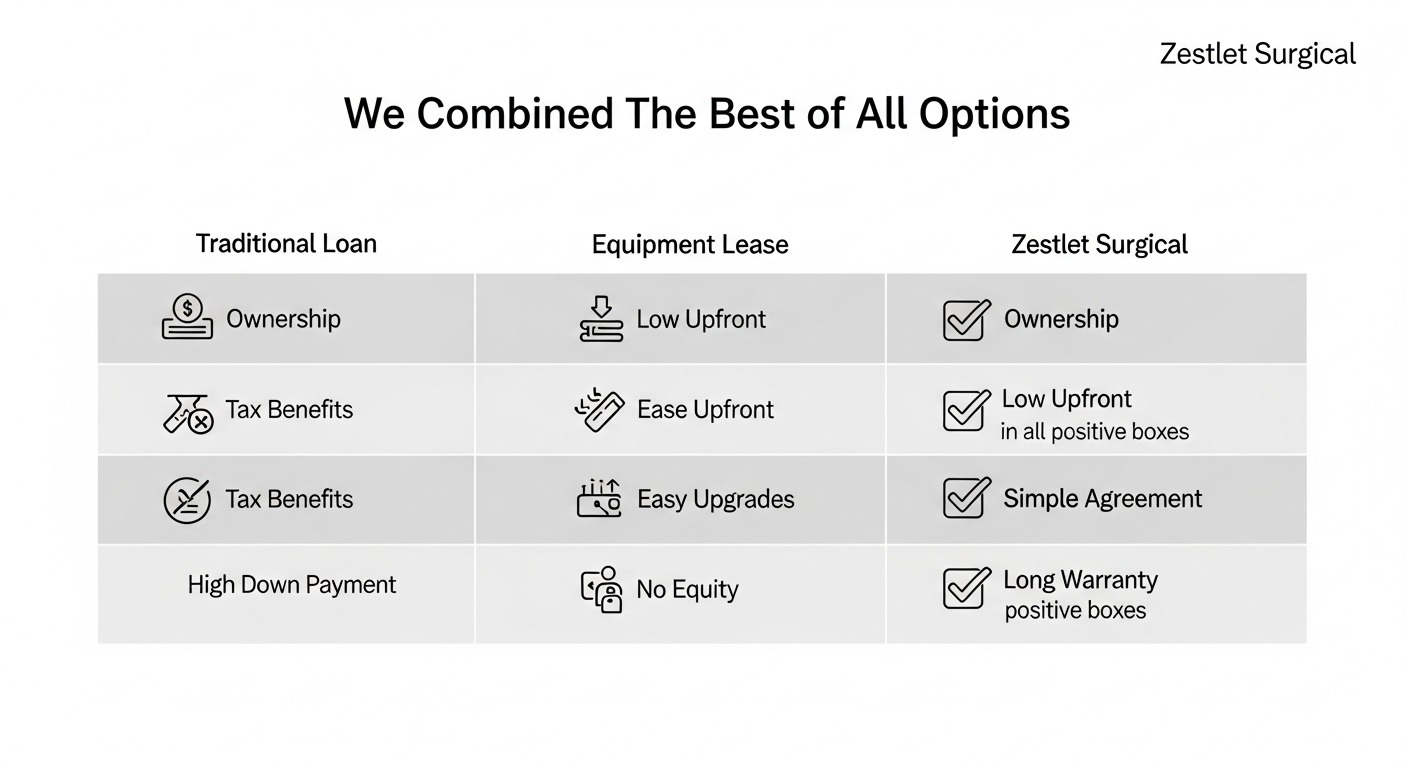 Zestlet Surgical
We Combined The Best of All Options
Traditional Loan
Equipment Lease
Zestlet Surgical
Ownership
Low Upfront
Ownership
Tax Benefits
Ease Upfront
Low Upfront
in all positive boxes
Tax Benefits
Easy Upgrades
Simple Agreement
High Down Payment
No Equity
Long Warranty
positive boxes